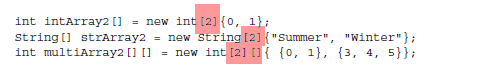 int intArray2[] = new int[2]{0, 1};
String[] strArray2 = new String[2]{"Summer", "Winter"};
int multiArray2[][] = new int[2][]{ {0, 1}, {3, 4, 5}};